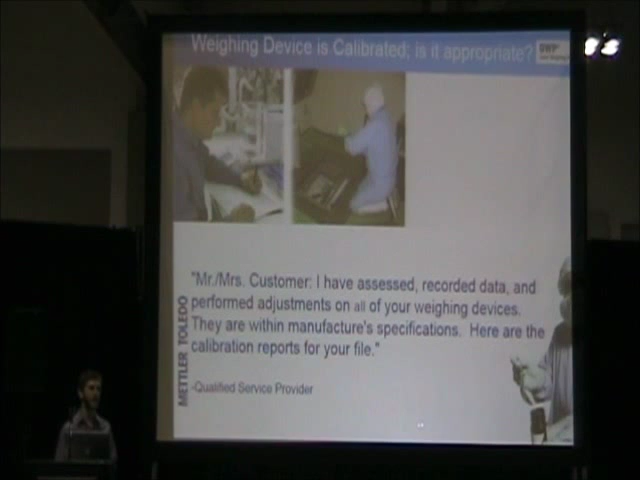 Weighing Device is Calibrated; is it appropriate?
GWP
"Mr./Mrs. Customer: I have assessed, recorded data, and
performed adjustments on all of your weighing devices.
They are within manufacture's specifications. Here are the
calibration reports for your file."
-Qualified Service Provider
METTLER TOLEDO